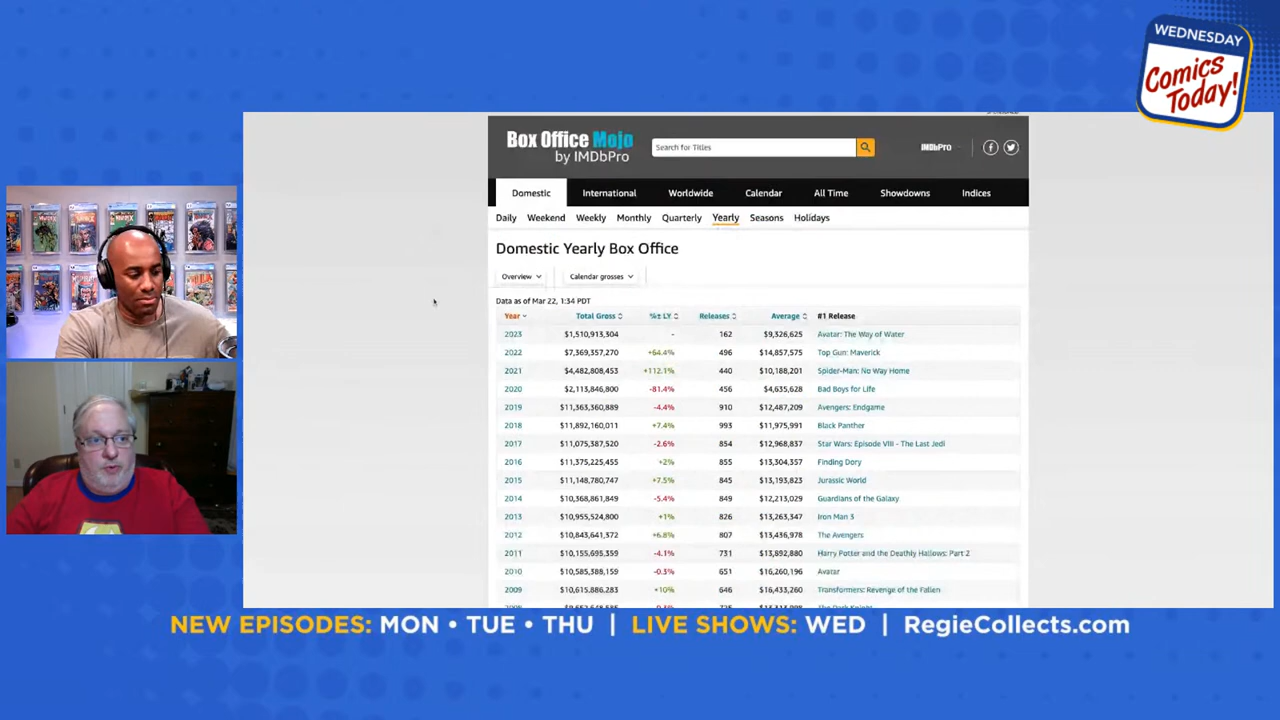 WEDNESDAY
Comics
Today!
Box Office Mojo
by IMDbPro
Search for Titles
IMDbPro
Domestic International Worldwide Calendar All Time Showdowns Indices
Daily Weekend Weekly Monthly Quarterly Yearly Seasons Holidays
Domestic Yearly Box Office
Overview Calendar grosses
Data as of Mar 22, 1:34 PDT
Year Total Gross %± LY Releases Average #1 Release
2023 $1,510,913,304 - 162 $9,326,625 Avatar: The Way of Water
2022 $7,369,357,270 +64.4% 496 $14,857,575 Top Gun: Maverick
2021 $4,482,808,453 +112.1% 440 $10,188,201 Spider-Man: No Way Home
2020 $2,113,846,800 -81.4% 456 $4,635,628 Bad Boys for Life
2019 $11,363,360,889 -4.4% 910 $12,487,209 Avengers: Endgame
2018 $11,892,160,011 +7.4% 993 $11,975,991 Black Panther
2017 $11,075,387,520 -2.6% 854 $12,968,837 Star Wars: Episode VIII - The Last Jedi
2016 $11,375,225,455 +2% 855 $13,304,357 Finding Dory
2015 $11,148,780,747 +7.5% 845 $13,193,823 Jurassic World
2014 $10,368,861,849 -5.4% 849 $12,213,029 Guardians of the Galaxy
2013 $10,955,524,800 +1% 826 $13,263,347 Iron Man 3
2012 $10,843,641,372 +6.8% 807 $13,436,978 The Avengers
2011 $10,155,695,359 -4.1% 731 $13,892,880 Harry Potter and the Deathly Hallows: Part 2
2010 $10,585,388,159 -0.3% 651 $16,260,196 Avatar
2009 $10,615,886,283 +10% 646 $16,433,260 Transformers: Revenge of the Fallen
NEW EPISODES: MON • TUE • THU | LIVE SHOWS: WED | RegieCollects.com